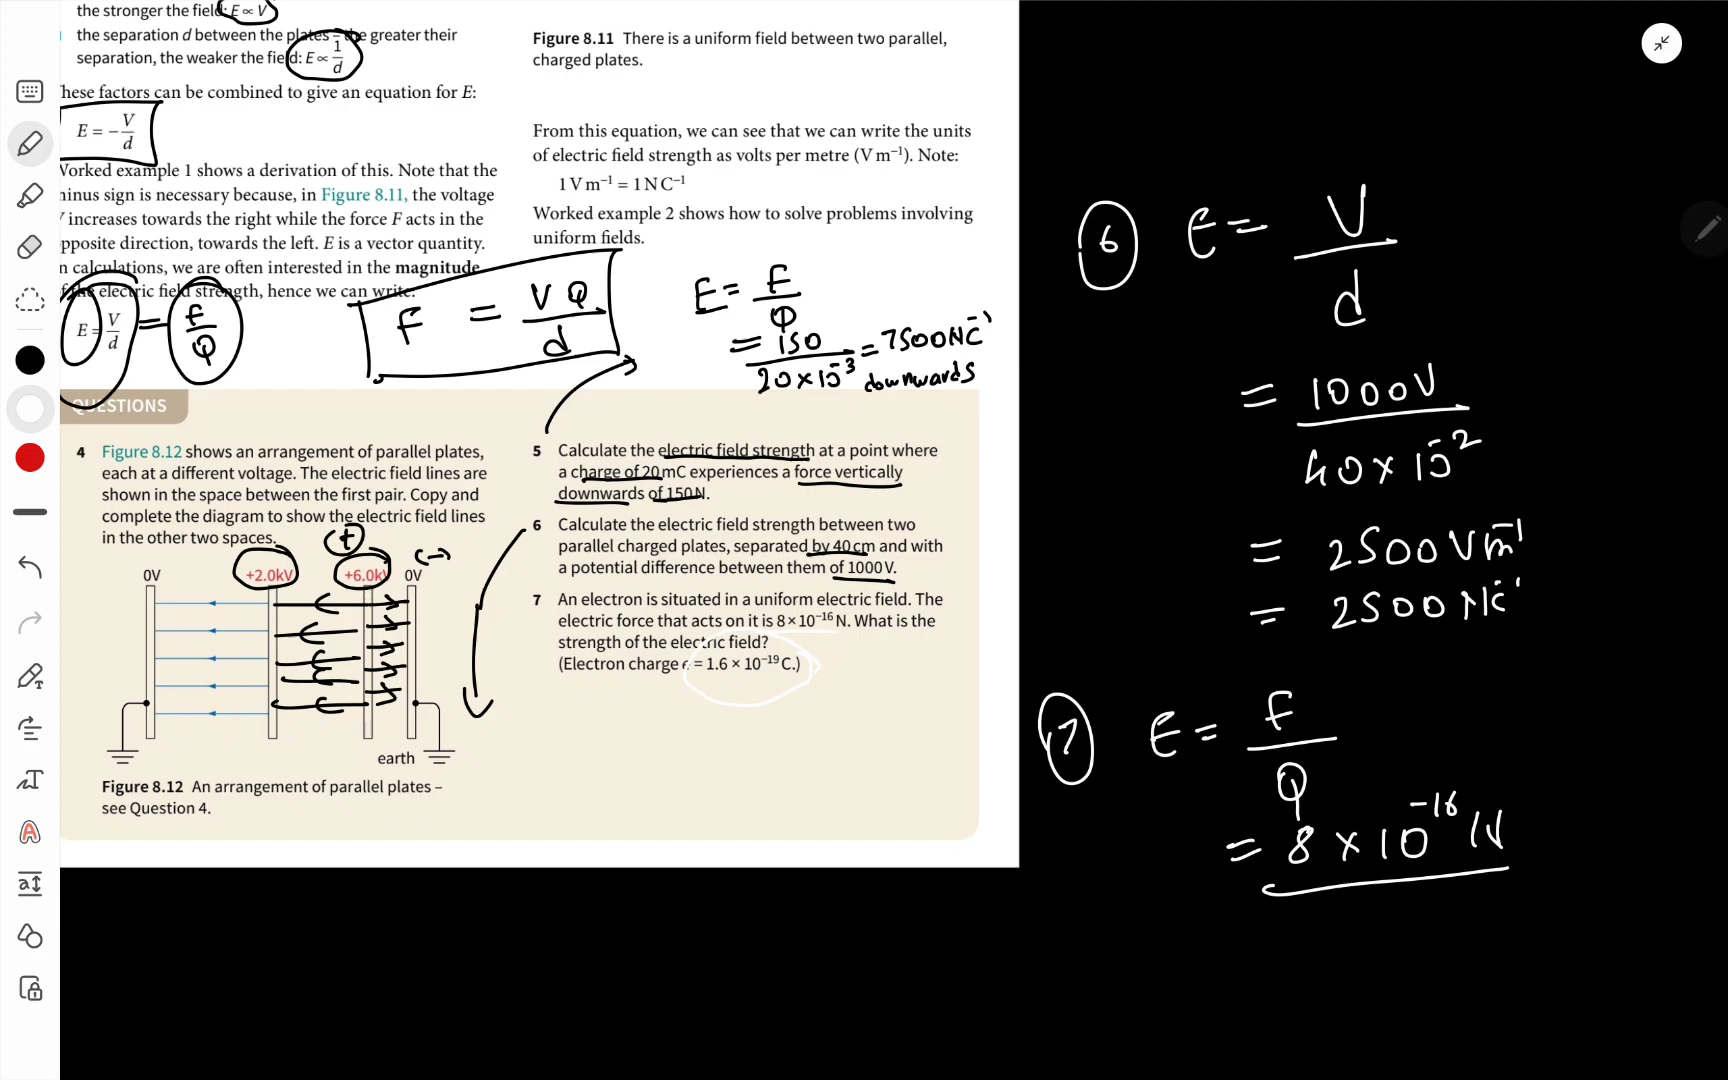 the stronger the field: E ∝ V
the separation d between the plates – the greater their
separation, the weaker the field: E ∝ 1/d
hese factors can be combined to give an equation for E:
E = –V/d
Worked example 1 shows a derivation of this. Note that the
minus sign is necessary because, in Figure 8.11, the voltage
V increases towards the right while the force F acts in the
opposite direction, towards the left. E is a vector quantity.
n calculations, we are often interested in the magnitude
of the electric field strength, hence we can write:
E = V/d = F/Q
F = VQ/d
Figure 8.11 There is a uniform field between two parallel,
charged plates.
From this equation, we can see that we can write the units
of electric field strength as volts per metre (V m⁻¹). Note:
1 V m⁻¹ = 1 N C⁻¹
Worked example 2 shows how to solve problems involving
uniform fields.
E = F/Q
= 150/20 × 10⁻³ = 7500 NC⁻¹
downwards
QUESTIONS
4 Figure 8.12 shows an arrangement of parallel plates,
each at a different voltage. The electric field lines are
shown in the space between the first pair. Copy and
complete the diagram to show the electric field lines
in the other two spaces.
(+) (-)
0V +2.0kV +6.0kV 0V
earth
Figure 8.12 An arrangement of parallel plates –
see Question 4.
5 Calculate the electric field strength at a point where
a charge of 20 mC experiences a force vertically
downwards of 150 N.
6 Calculate the electric field strength between two
parallel charged plates, separated by 40 cm and with
a potential difference between them of 1000 V.
7 An electron is situated in a uniform electric field. The
electric force that acts on it is 8 × 10⁻¹⁶ N. What is the
strength of the electric field?
(Electron charge e = 1.6 × 10⁻¹⁹ C.)
6 E = V/d
= 1000V/40 × 10⁻²
= 2500 Vm⁻¹
= 2500 NC⁻¹
7 E = F/Q
= 8 × 10⁻¹⁶ N